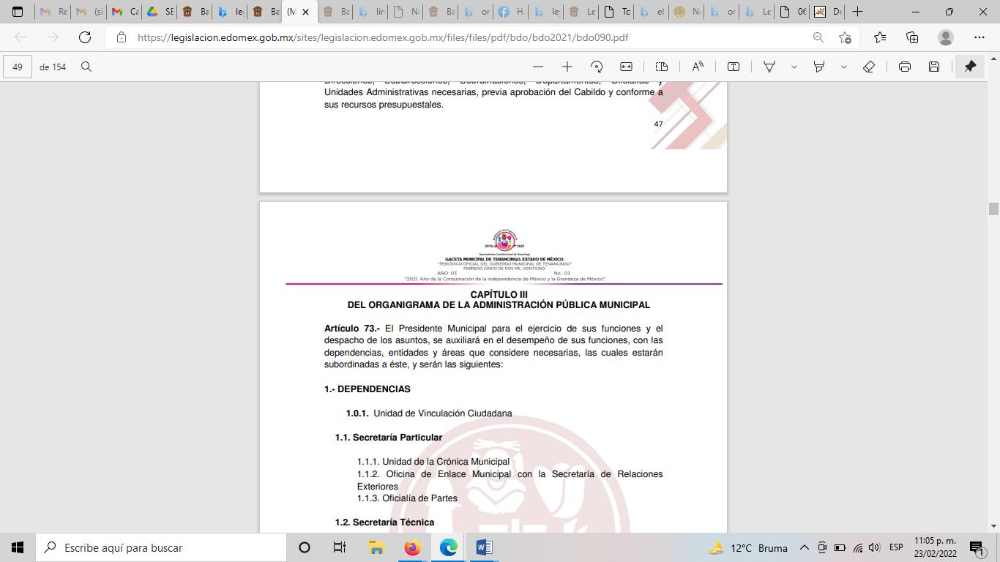 Re
(si
Ca
SE
Ba
leg
Ba
(M
Ba
lin
No
Ba
or
H.
ley
Le
To
el
No
or
Le
06
De
https://legislacion.edomex.gob.mx/sites/legislacion.edomex.gob.mx/files/files/pdf/bdo/bdo2021/bdo090.pdf
49 de 154
Direcciones, Subdirecciones, Coordinaciones, Departamentos, Oficialías y
Unidades Administrativas necesarias, previa aprobación del Cabildo y conforme a
sus recursos presupuestales.
47
2019 2021
Ayuntamiento Constitucional de Tenancingo
GACETA MUNICIPAL DE TENANCINGO, ESTADO DE MÉXICO.
"PERIÓDICO OFICIAL DEL GOBIERNO MUNICIPAL DE TENANCINGO"
FEBRERO CINCO DE DOS MIL VEINTIUNO.
AÑO: 03 No.: 03
"2021. Año de la Consumación de la Independencia de México y la Grandeza de México".
CAPÍTULO III
DEL ORGANIGRAMA DE LA ADMINISTRACIÓN PÚBLICA MUNICIPAL
Artículo 73.- El Presidente Municipal para el ejercicio de sus funciones y el
despacho de los asuntos, se auxiliará en el desempeño de sus funciones, con las
dependencias, entidades y áreas que considere necesarias, las cuales estarán
subordinadas a éste, y serán las siguientes:
1.- DEPENDENCIAS
1.0.1. Unidad de Vinculación Ciudadana
1.1. Secretaría Particular
1.1.1. Unidad de la Crónica Municipal
1.1.2. Oficina de Enlace Municipal con la Secretaría de Relaciones
Exteriores
1.1.3. Oficialía de Partes
1.2. Secretaría Técnica
Escribe aquí para buscar
12°C Bruma
ESP
11:05 p. m.
23/02/2022
1